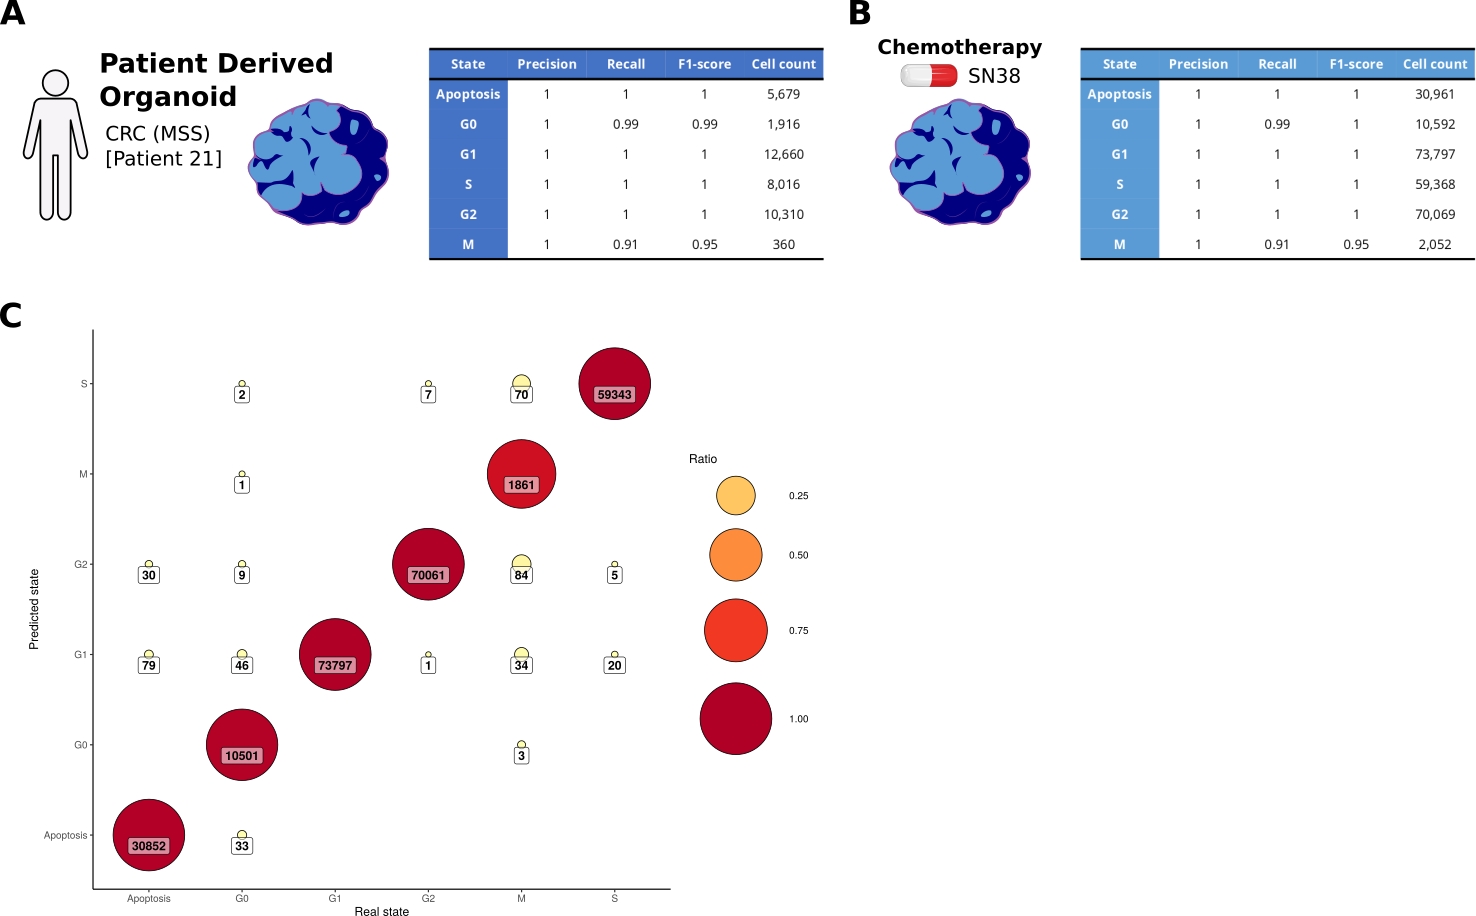 A
Patient Derived
Organoid
CRC (MSS)
[Patient 21]
State Precision Recall F1-score Cell count
Apoptosis 1 1 1 5,679
G0 1 0.99 0.99 1,916
G1 1 1 1 12,660
S 1 1 1 8,016
G2 1 1 1 10,310
M 1 0.91 0.95 360
B
Chemotherapy
SN38
State Precision Recall F1-score Cell count
Apoptosis 1 1 1 30,961
G0 1 0.99 1 10,592
G1 1 1 1 73,797
S 1 1 1 59,368
G2 1 1 1 70,069
M 1 0.91 0.95 2,052
C
Predicted state
S 2 7 70 59343
M 1 1861
G2 30 9 70061 84 5
G1 79 46 73797 1 34 20
G0 10501 3
Apoptosis 30852 33
Apoptosis G0 G1 G2 M S
Real state
Ratio
0.25
0.50
0.75
1.00